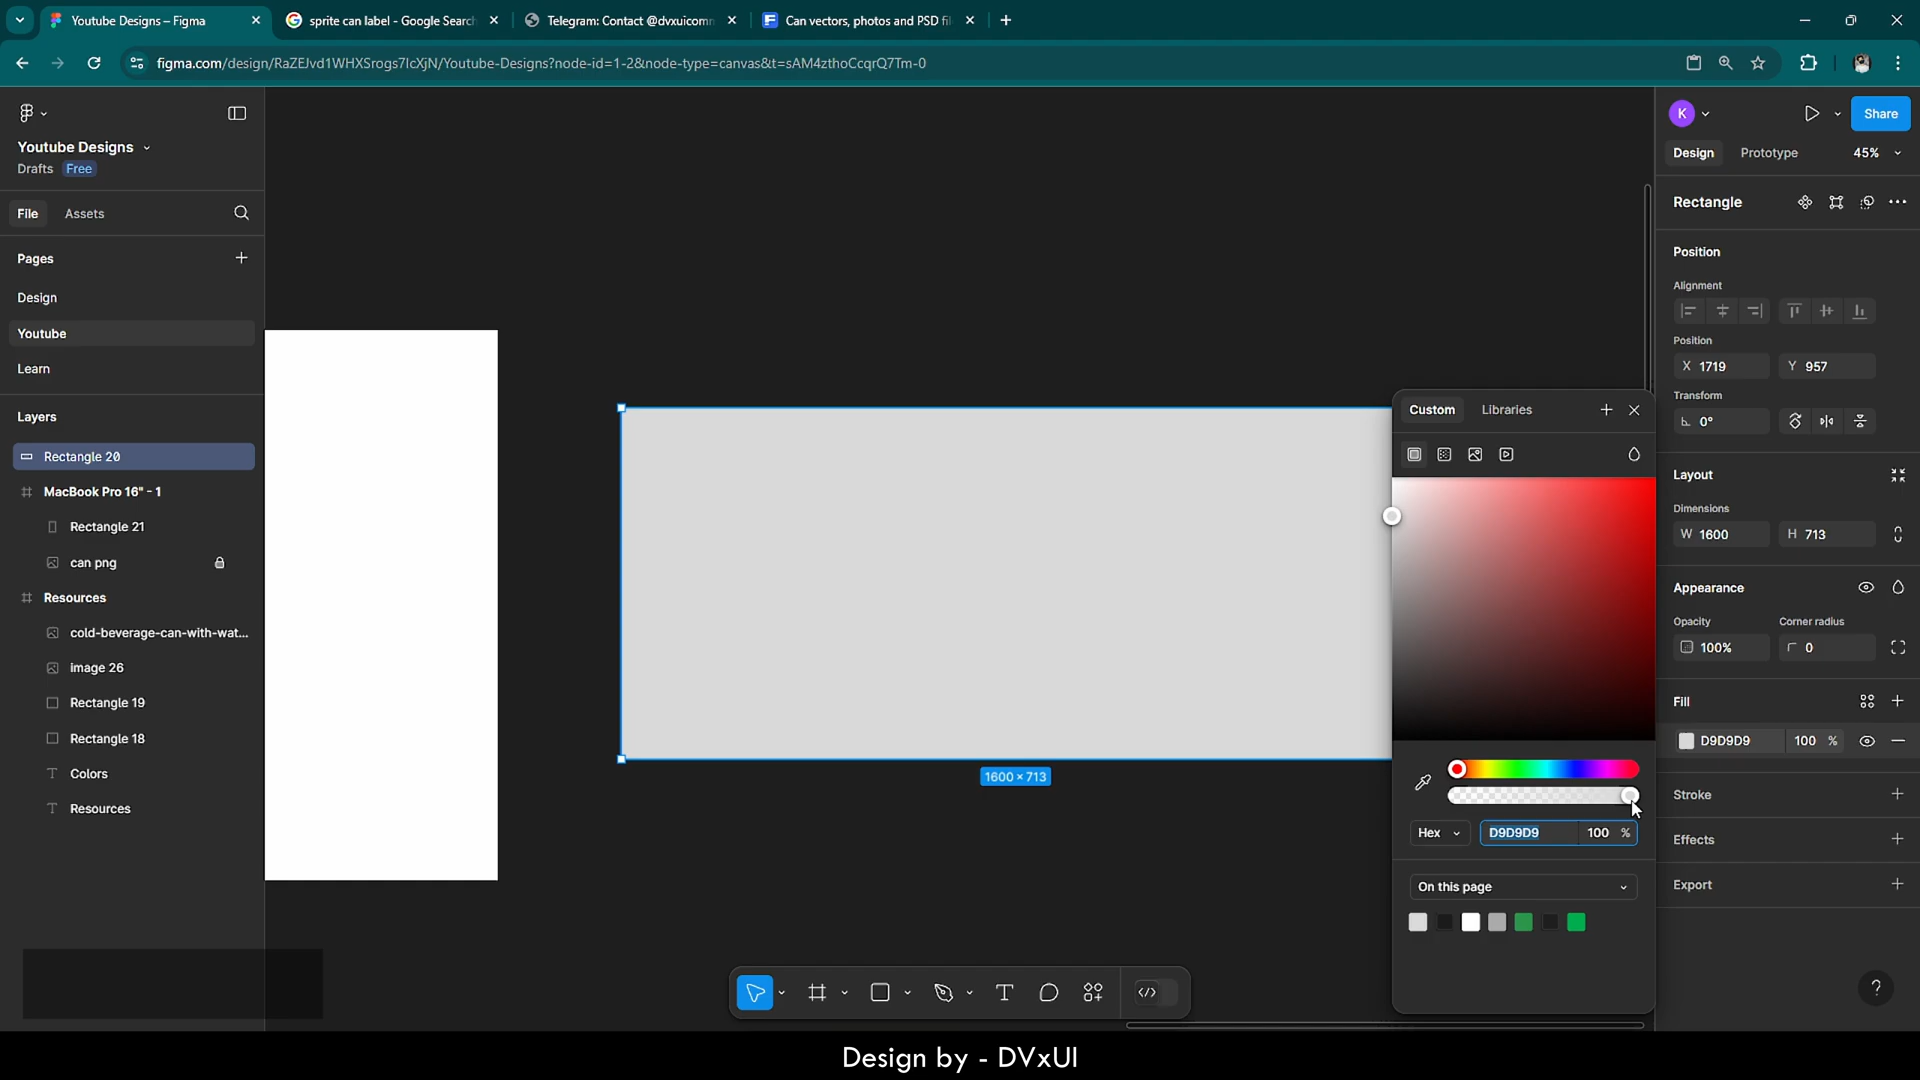 Youtube Designs – Figma
sprite can label - Google Search
Telegram: Contact @dvxuicomm
Can vectors, photos and PSD fil
figma.com/design/RaZEJvd1WHXSrogs7lcXjN/Youtube-Designs?node-id=1-2&node-type=canvas&t=sAM4zthoCcqrQ7Tm-0
Youtube Designs
Drafts Free
File Assets
Pages
Design
Youtube
Learn
Layers
Rectangle 20
MacBook Pro 16" - 1
Rectangle 21
can png
Resources
cold-beverage-can-with-wat...
image 26
Rectangle 19
Rectangle 18
Colors
Resources
1600 × 713
Custom Libraries
Hex D9D9D9 100 %
On this page
K
Share
Design Prototype 45%
Rectangle
Position
Alignment
Position
X 1719 Y 957
Transform
0°
Layout
Dimensions
W 1600 H 713
Appearance
Opacity Corner radius
100% 0
Fill
D9D9D9 100 %
Stroke
Effects
Export
?
Design by - DVxUI